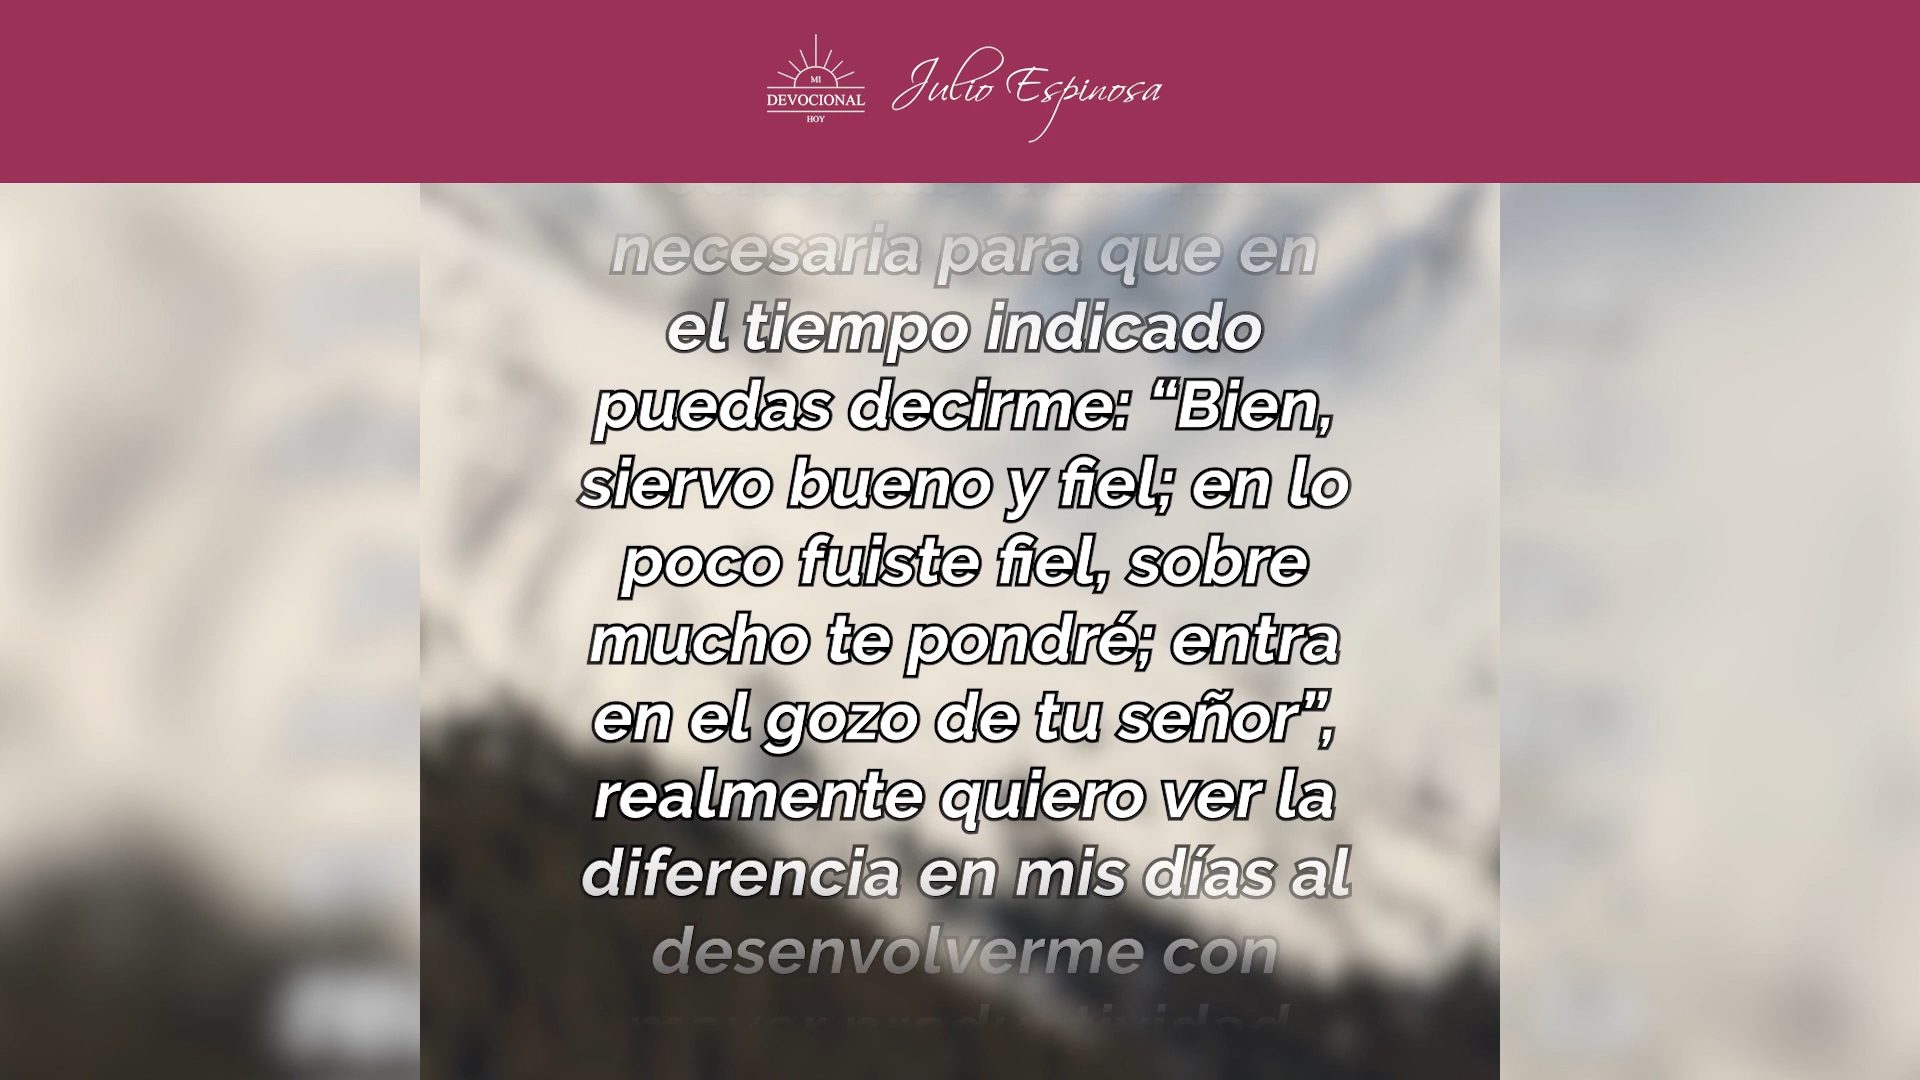 MI
DEVOCIONAL
HOY
Julio Espinosa
necesaria para que en
el tiempo indicado
puedas decirme: “Bien,
siervo bueno y fiel; en lo
poco fuiste fiel, sobre
mucho te pondré; entra
en el gozo de tu señor”,
realmente quiero ver la
diferencia en mis días al
desenvolverme con
mayor productividad